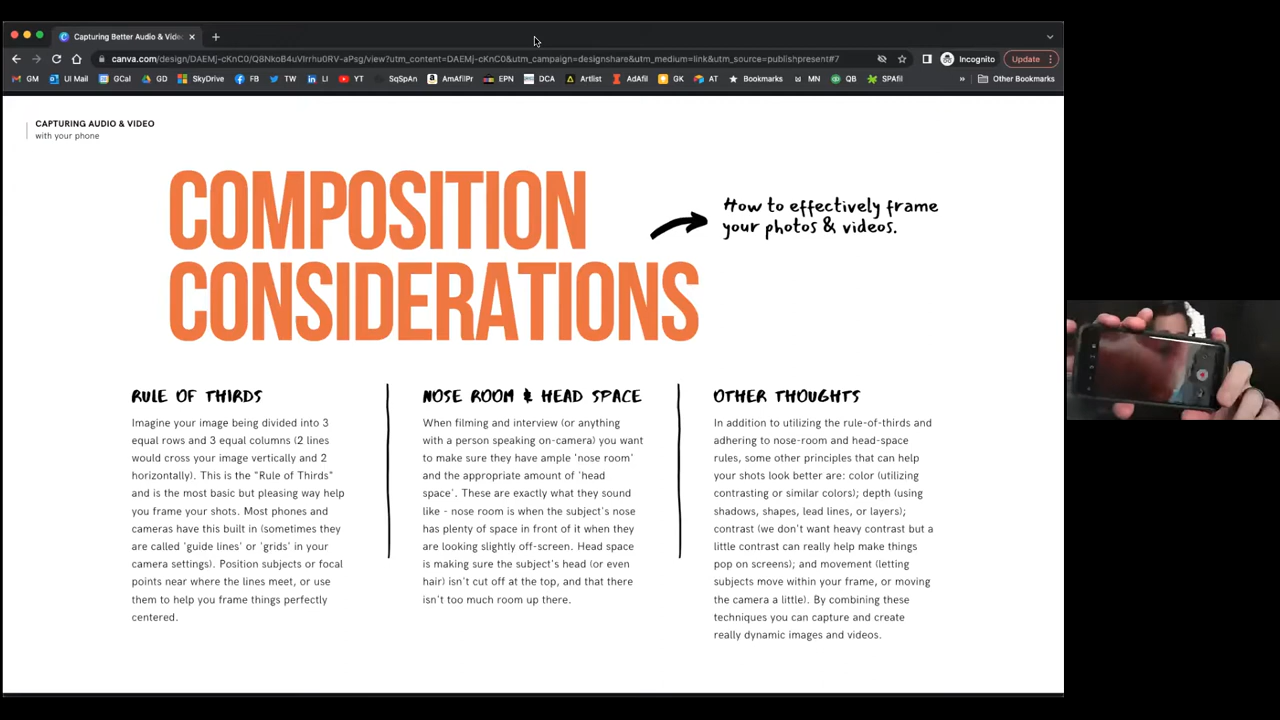 Capturing Better Audio & Vide
canva.com/design/DAEMj-cKnC0/QBNkoB4uVIrrhu0RV-aPsg/view?utm_content=DAEMj-cKnC0&utm_campaign=designshare&utm_medium=link&utm_source=publishpresent#7
Incognito
Update
GM UI Mail GCal GD SkyDrive FB TW LI YT SqSpAn AmAfilPr EPN DCA Artlist AdAfil GK AT Bookmarks MN QB SPAfil » Other Bookmarks
CAPTURING AUDIO & VIDEO
with your phone
COMPOSITION
CONSIDERATIONS
How to effectively frame
your photos & videos.
RULE OF THIRDS
Imagine your image being divided into 3
equal rows and 3 equal columns (2 lines
would cross your image vertically and 2
horizontally). This is the "Rule of Thirds"
and is the most basic but pleasing way help
you frame your shots. Most phones and
cameras have this built in (sometimes they
are called 'guide lines' or 'grids' in your
camera settings). Position subjects or focal
points near where the lines meet, or use
them to help you frame things perfectly
centered.
NOSE ROOM & HEAD SPACE
When filming and interview (or anything
with a person speaking on-camera) you want
to make sure they have ample 'nose room'
and the appropriate amount of 'head
space'. These are exactly what they sound
like - nose room is when the subject's nose
has plenty of space in front of it when they
are looking slightly off-screen. Head space
is making sure the subject's head (or even
hair) isn't cut off at the top, and that there
isn't too much room up there.
OTHER THOUGHTS
In addition to utilizing the rule-of-thirds and
adhering to nose-room and head-space
rules, some other principles that can help
your shots look better are: color (utilizing
contrasting or similar colors); depth (using
shadows, shapes, lead lines, or layers);
contrast (we don't want heavy contrast but a
little contrast can really help make things
pop on screens); and movement (letting
subjects move within your frame, or moving
the camera a little). By combining these
techniques you can capture and create
really dynamic images and videos.